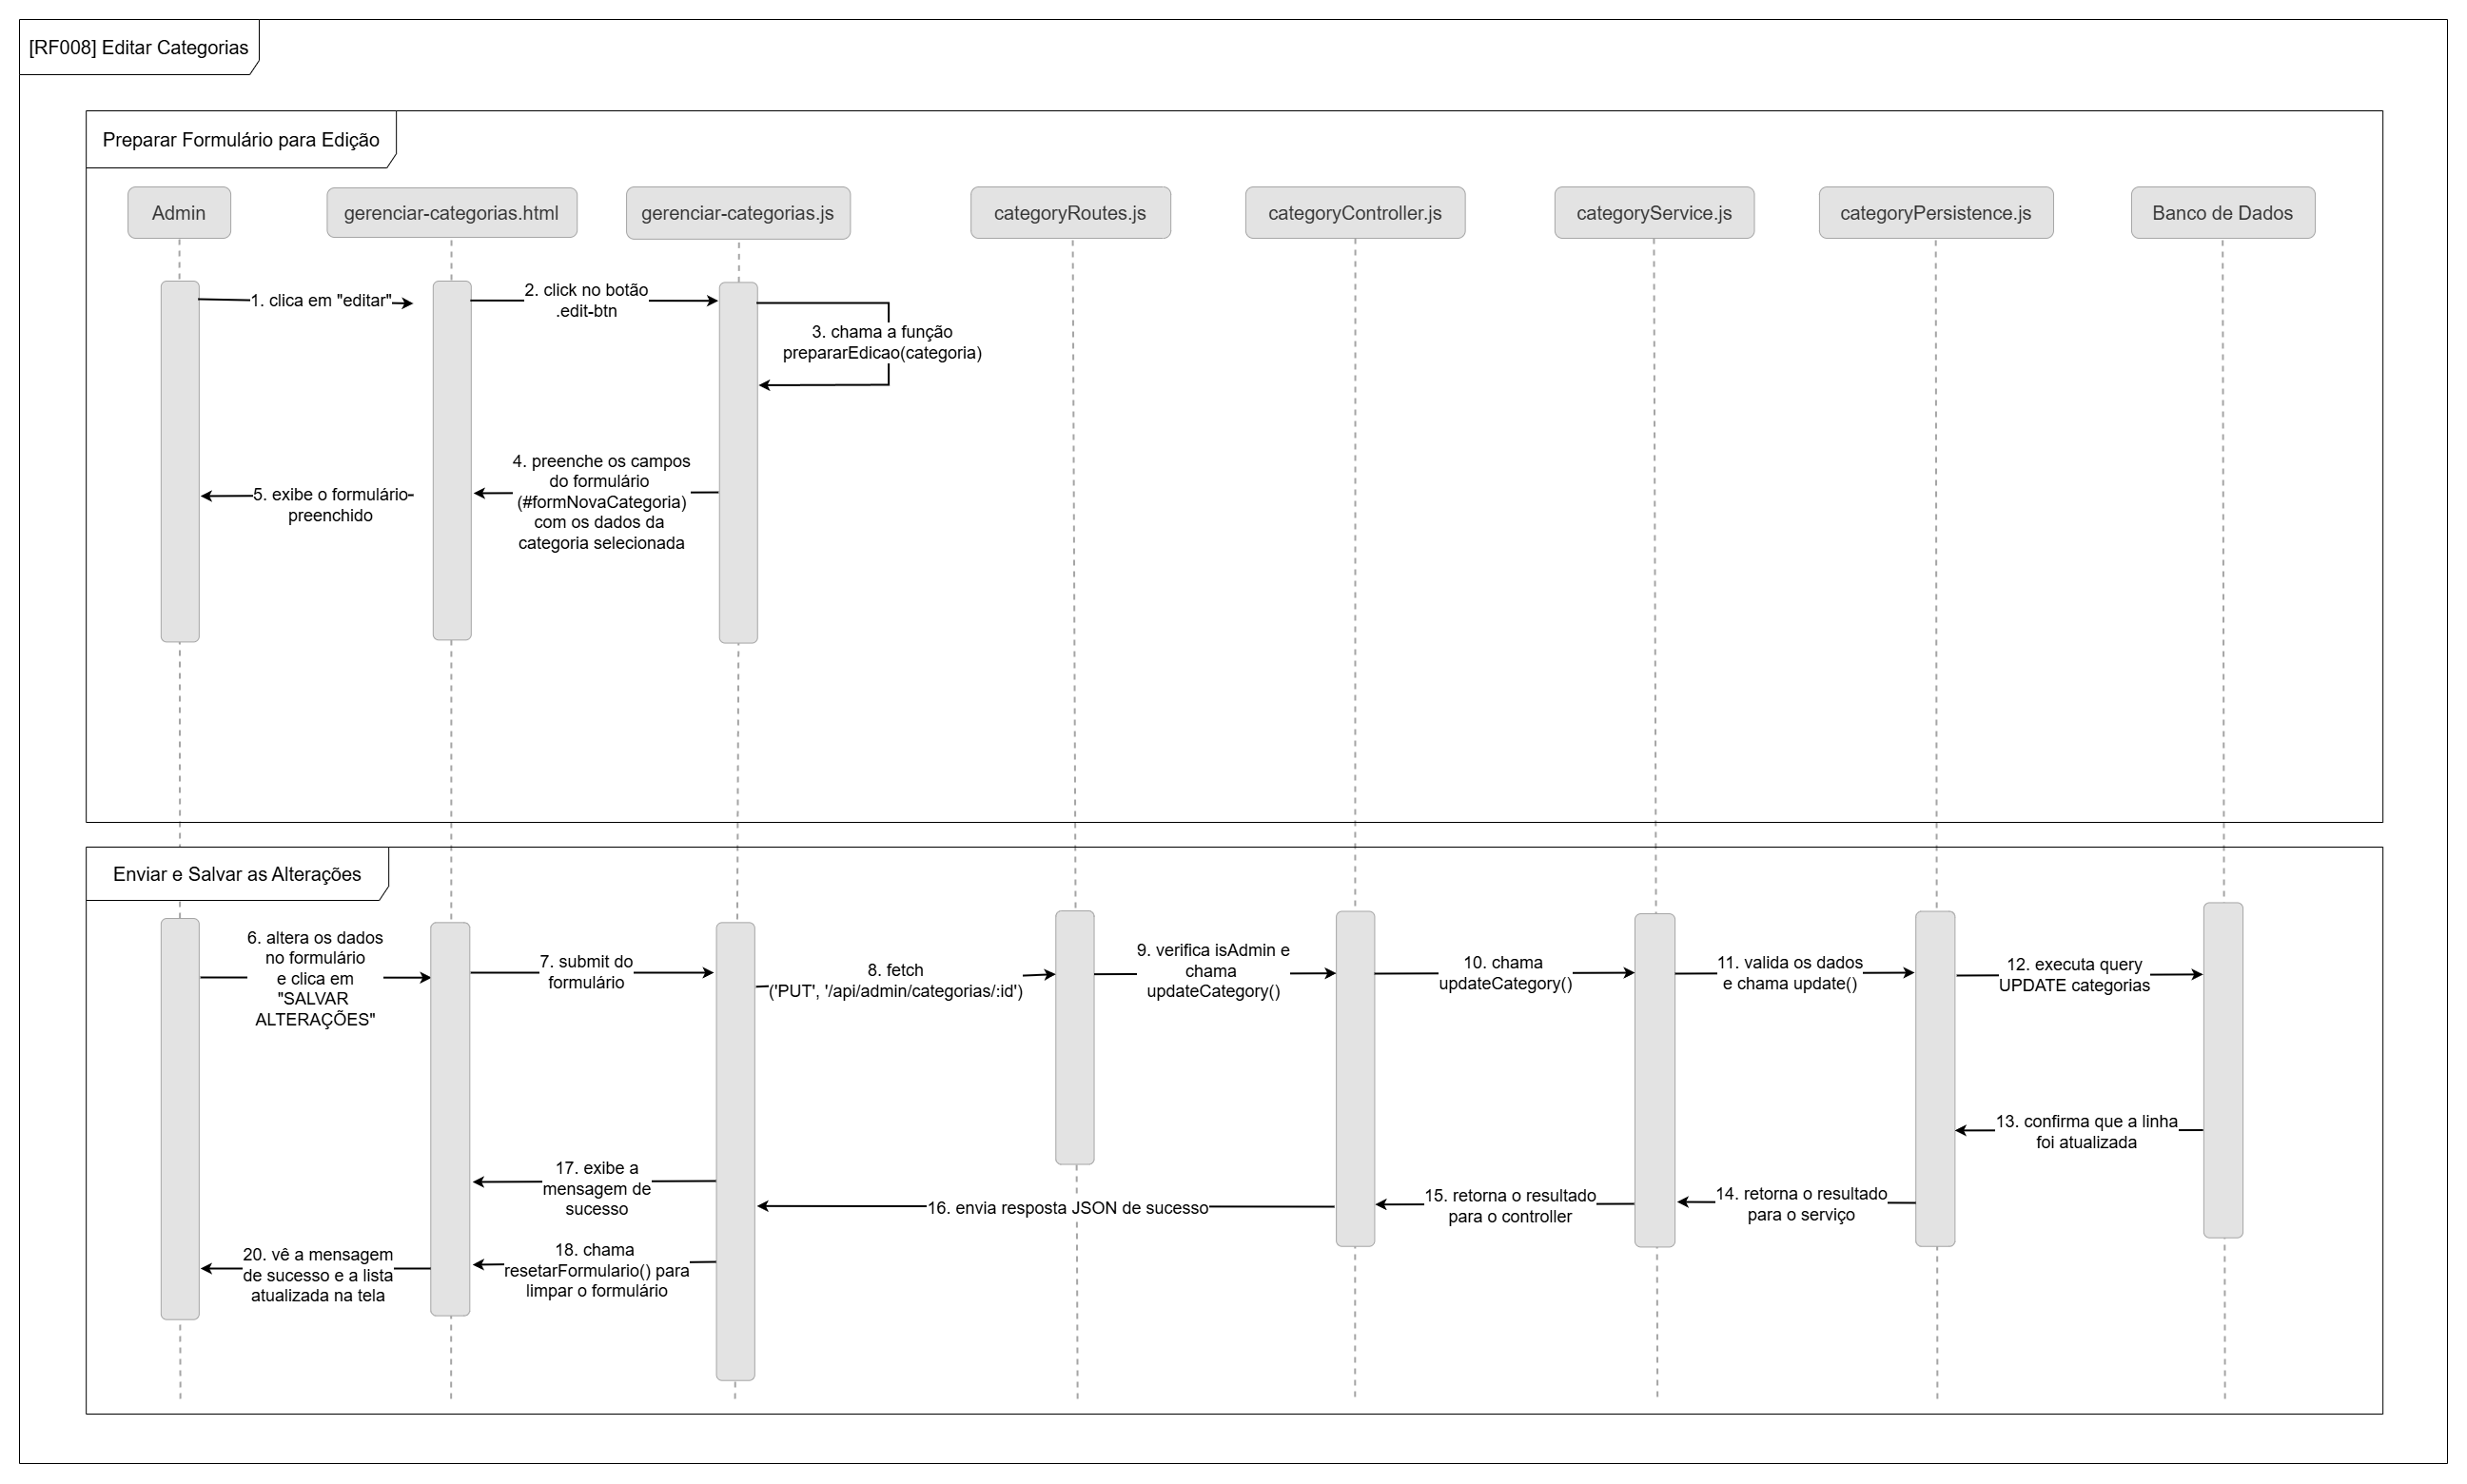 [RF008] Editar Categorias
Preparar Formulário para Edição
Admin
gerenciar-categorias.html
gerenciar-categorias.js
categoryRoutes.js
categoryController.js
categoryService.js
categoryPersistence.js
Banco de Dados
1. clica em "editar"
2. click no botão
.edit-btn
3. chama a função
prepararEdicao(categoria)
4. preenche os campos
do formulário
(#formNovaCategoria)
com os dados da
categoria selecionada
5. exibe o formulário
preenchido
Enviar e Salvar as Alterações
6. altera os dados
no formulário
e clica em
"SALVAR
ALTERAÇÕES"
7. submit do
formulário
8. fetch
('PUT', '/api/admin/categorias/:id')
9. verifica isAdmin e
chama
updateCategory()
10. chama
updateCategory()
11. valida os dados
e chama update()
12. executa query
UPDATE categorias
13. confirma que a linha
foi atualizada
14. retorna o resultado
para o serviço
15. retorna o resultado
para o controller
16. envia resposta JSON de sucesso
17. exibe a
mensagem de
sucesso
18. chama
resetarFormulario() para
limpar o formulário
20. vê a mensagem
de sucesso e a lista
atualizada na tela